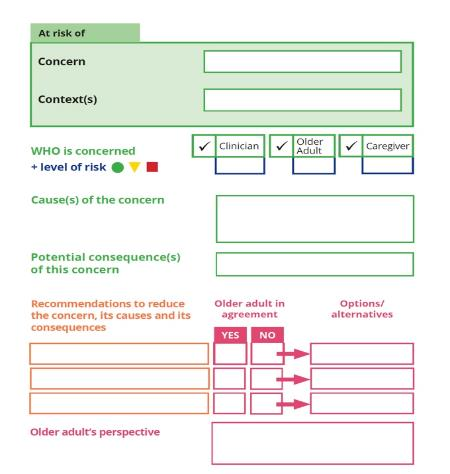 At risk of
Concern
Context(s)
WHO is concerned
+ level of risk
✓ Clinician
✓ Older Adult
✓ Caregiver
Cause(s) of the concern
Potential consequence(s)
of this concern
Recommendations to reduce
the concern, its causes and its
consequences
Older adult in
agreement
Options/
alternatives
YES NO
Older adult's perspective